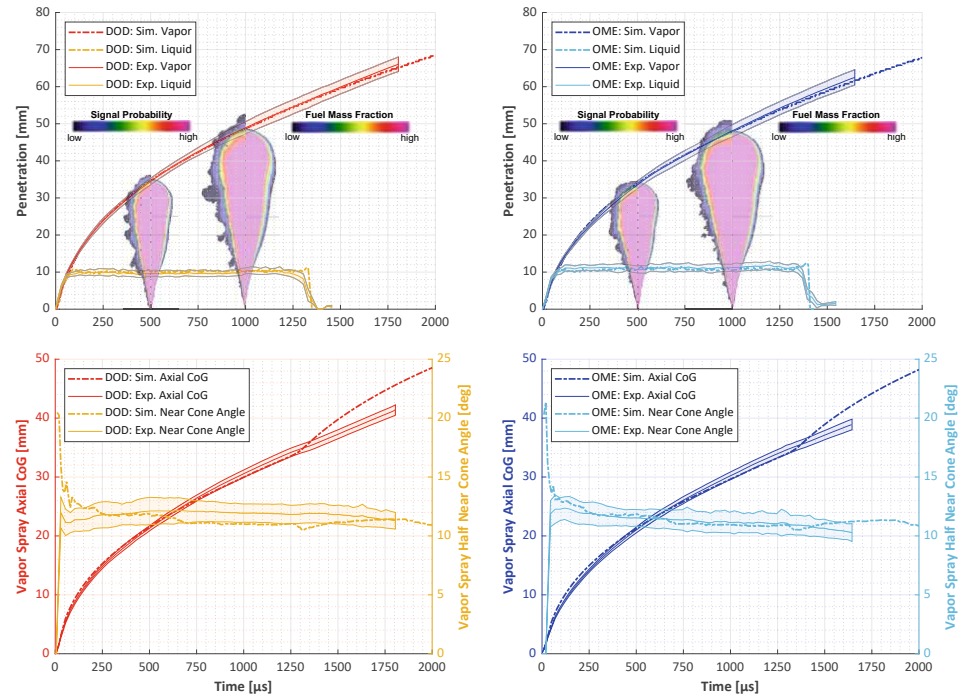 80
70
60
50
40
30
20
10
0
Penetration [mm]
DOD: Sim. Vapor
DOD: Sim. Liquid
DOD: Exp. Vapor
DOD: Exp. Liquid
Signal Probability
low high
Fuel Mass Fraction
low high
0 250 500 750 1000 1250 1500 1750 2000
80
70
60
50
40
30
20
10
0
Penetration [mm]
OME: Sim. Vapor
OME: Sim. Liquid
OME: Exp. Vapor
OME: Exp. Liquid
Signal Probability
low high
Fuel Mass Fraction
low high
0 250 500 750 1000 1250 1500 1750 2000
50
40
30
20
10
0
Vapor Spray Axial CoG [mm]
DOD: Sim. Axial CoG
DOD: Exp. Axial CoG
DOD: Sim. Near Cone Angle
DOD: Exp. Near Cone Angle
25
20
15
10
5
0
Vapor Spray Half Near Cone Angle [deg]
0 250 500 750 1000 1250 1500 1750 2000
Time [µs]
50
40
30
20
10
0
Vapor Spray Axial CoG [mm]
OME: Sim. Axial CoG
OME: Exp. Axial CoG
OME: Sim. Near Cone Angle
OME: Exp. Near Cone Angle
25
20
15
10
5
0
Vapor Spray Half Near Cone Angle [deg]
0 250 500 750 1000 1250 1500 1750 2000
Time [µs]